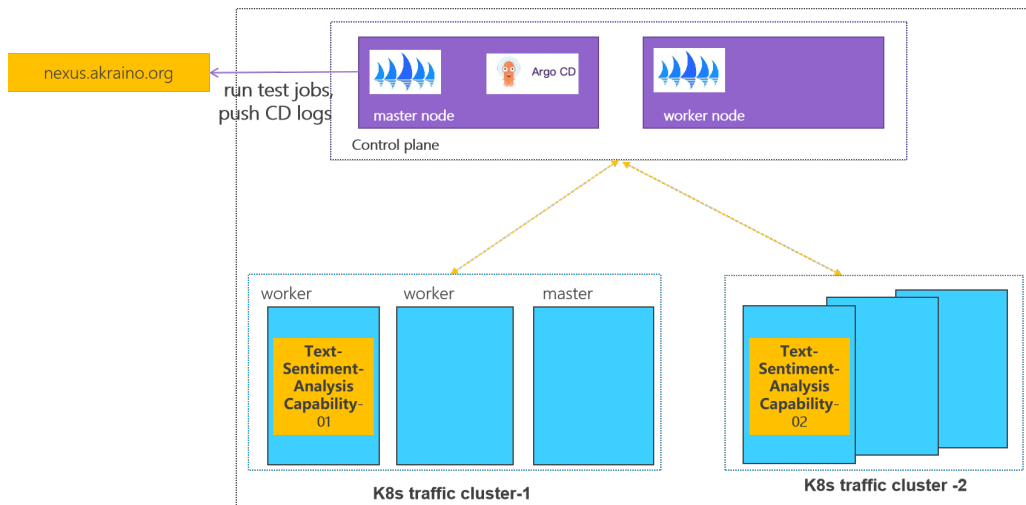 nexus.akraino.org
run test jobs,
push CD logs
Argo CD
master node
worker node
Control plane
worker
worker
master
Text-
Sentiment-
Analysis
Capability-
01
Text-
Sentiment-
Analysis
Capability-
02
K8s traffic cluster-1
K8s traffic cluster -2